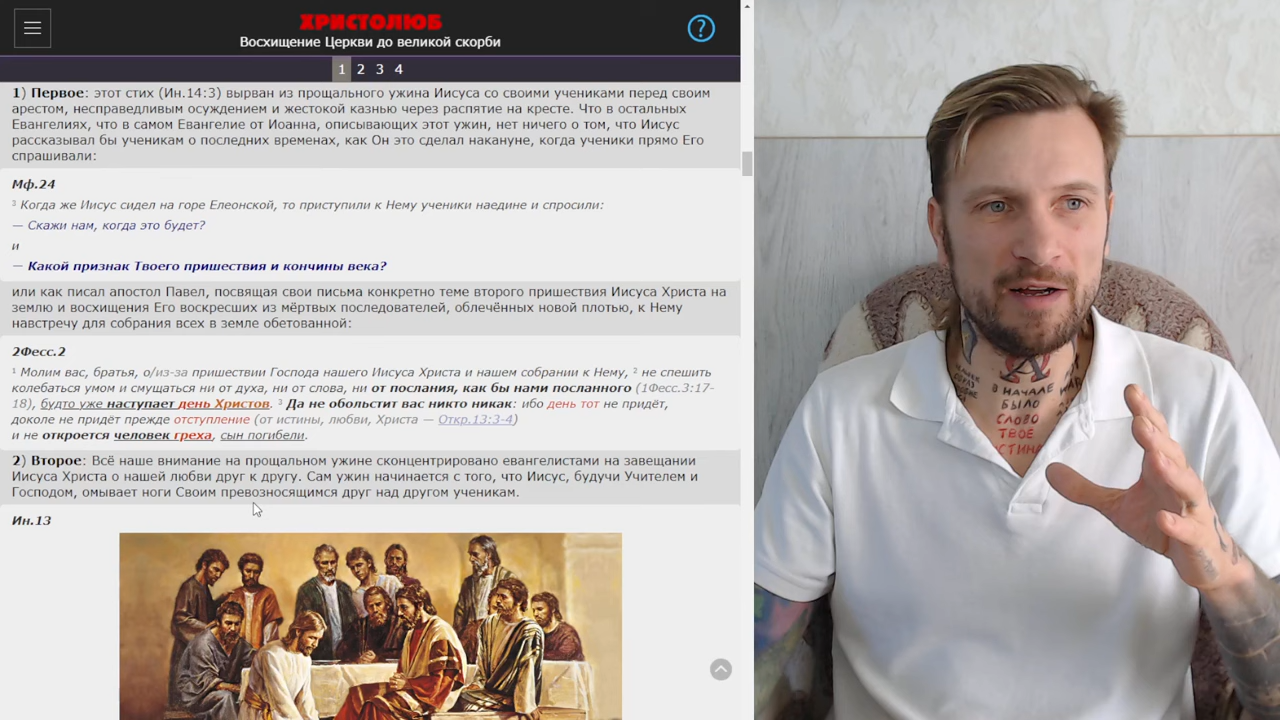 ХРИСТОЛЮБ
Восхищение Церкви до великой скорби
?
1 2 3 4
1) Первое: этот стих (Ин.14:3) вырван из прощального ужина Иисуса со своими учениками перед своим
арестом, несправедливым осуждением и жестокой казнью через распятие на кресте. Что в остальных
Евангелиях, что в самом Евангелие от Иоанна, описывающих этот ужин, нет ничего о том, что Иисус
рассказывал бы ученикам о последних временах, как Он это сделал накануне, когда ученики прямо Его
спрашивали:
Мф.24
3 Когда же Иисус сидел на горе Елеонской, то приступили к Нему ученики наедине и спросили:
— Скажи нам, когда это будет?
и
— Какой признак Твоего пришествия и кончины века?
или как писал апостол Павел, посвящая свои письма конкретно теме второго пришествия Иисуса Христа на
землю и восхищения Его воскресших из мёртвых последователей, облечённых новой плотью, к Нему
навстречу для собрания всех в земле обетованной:
2Фесс.2
1 Молим вас, братья, о/из-за пришествии Господа нашего Иисуса Христа и нашем собрании к Нему, 2 не спешить
колебаться умом и смущаться ни от духа, ни от слова, ни от послания, как бы нами посланного (1Фесс.3:17-
18), будто уже наступает день Христов. 3 Да не обольстит вас никто никак: ибо день тот не придёт,
доколе не придёт прежде отступление (от истины, любви, Христа — Откр.13:3-4)
и не откроется человек греха, сын погибели.
2) Второе: Всё наше внимание на прощальном ужине сконцентрировано евангелистами на завещании
Иисуса Христа о нашей любви друг к другу. Сам ужин начинается с того, что Иисус, будучи Учителем и
Господом, омывает ноги Своим превозносящимся друг над другом ученикам.
Ин.13
В НАЧАЛЕ
БЫЛО
СЛОВО
ТВОЕ
ИСТИНА